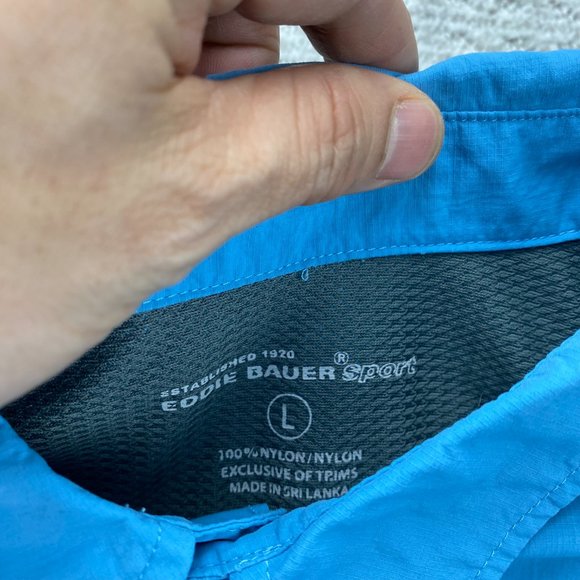 ESTABLISHED 1920
EDDIE BAUER® sport
L
100% NYLON/NYLON
EXCLUSIVE OF TRIMS
MADE IN SRI LANKA